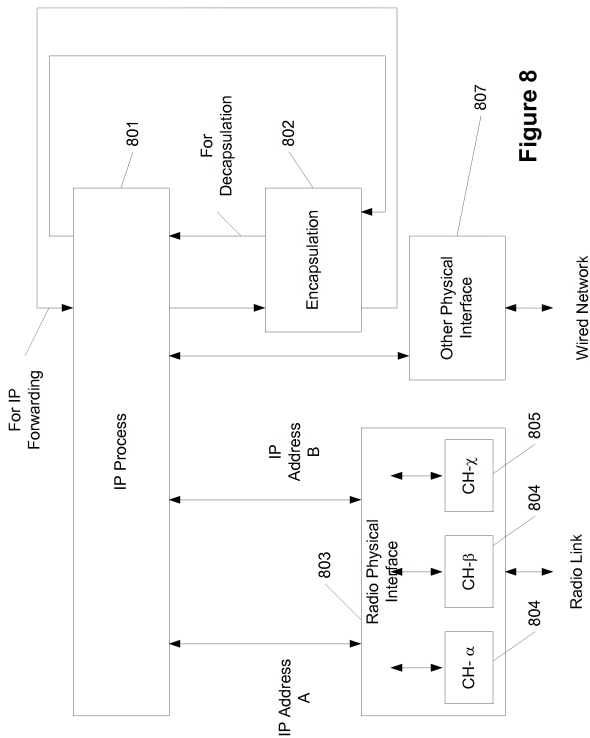 For IP
Forwarding
801
IP Process
For
Decapsulation
802
Encapsulation
IP Address
A
IP
Address
B
803
Radio Physical
Interface
CH- α
CH-β
CH-χ
804
804
805
Other Physical
Interface
807
Radio Link
Wired Network
Figure 8